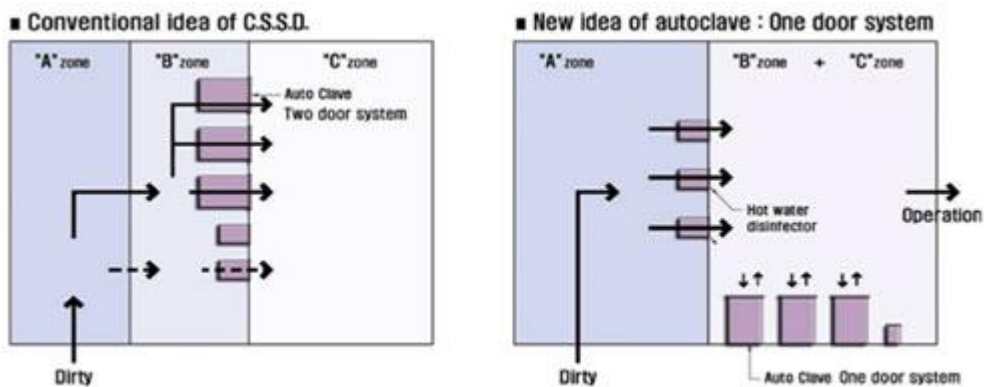 ■ Conventional idea of C.S.S.D.
"A" zone
"B" zone
"C" zone
Auto Clave
Two door system
Dirty
■ New idea of autoclave : One door system
"A" zone
"B" zone + "C" zone
Hot water
disinfector
Operation
Dirty
Auto Clave One door system